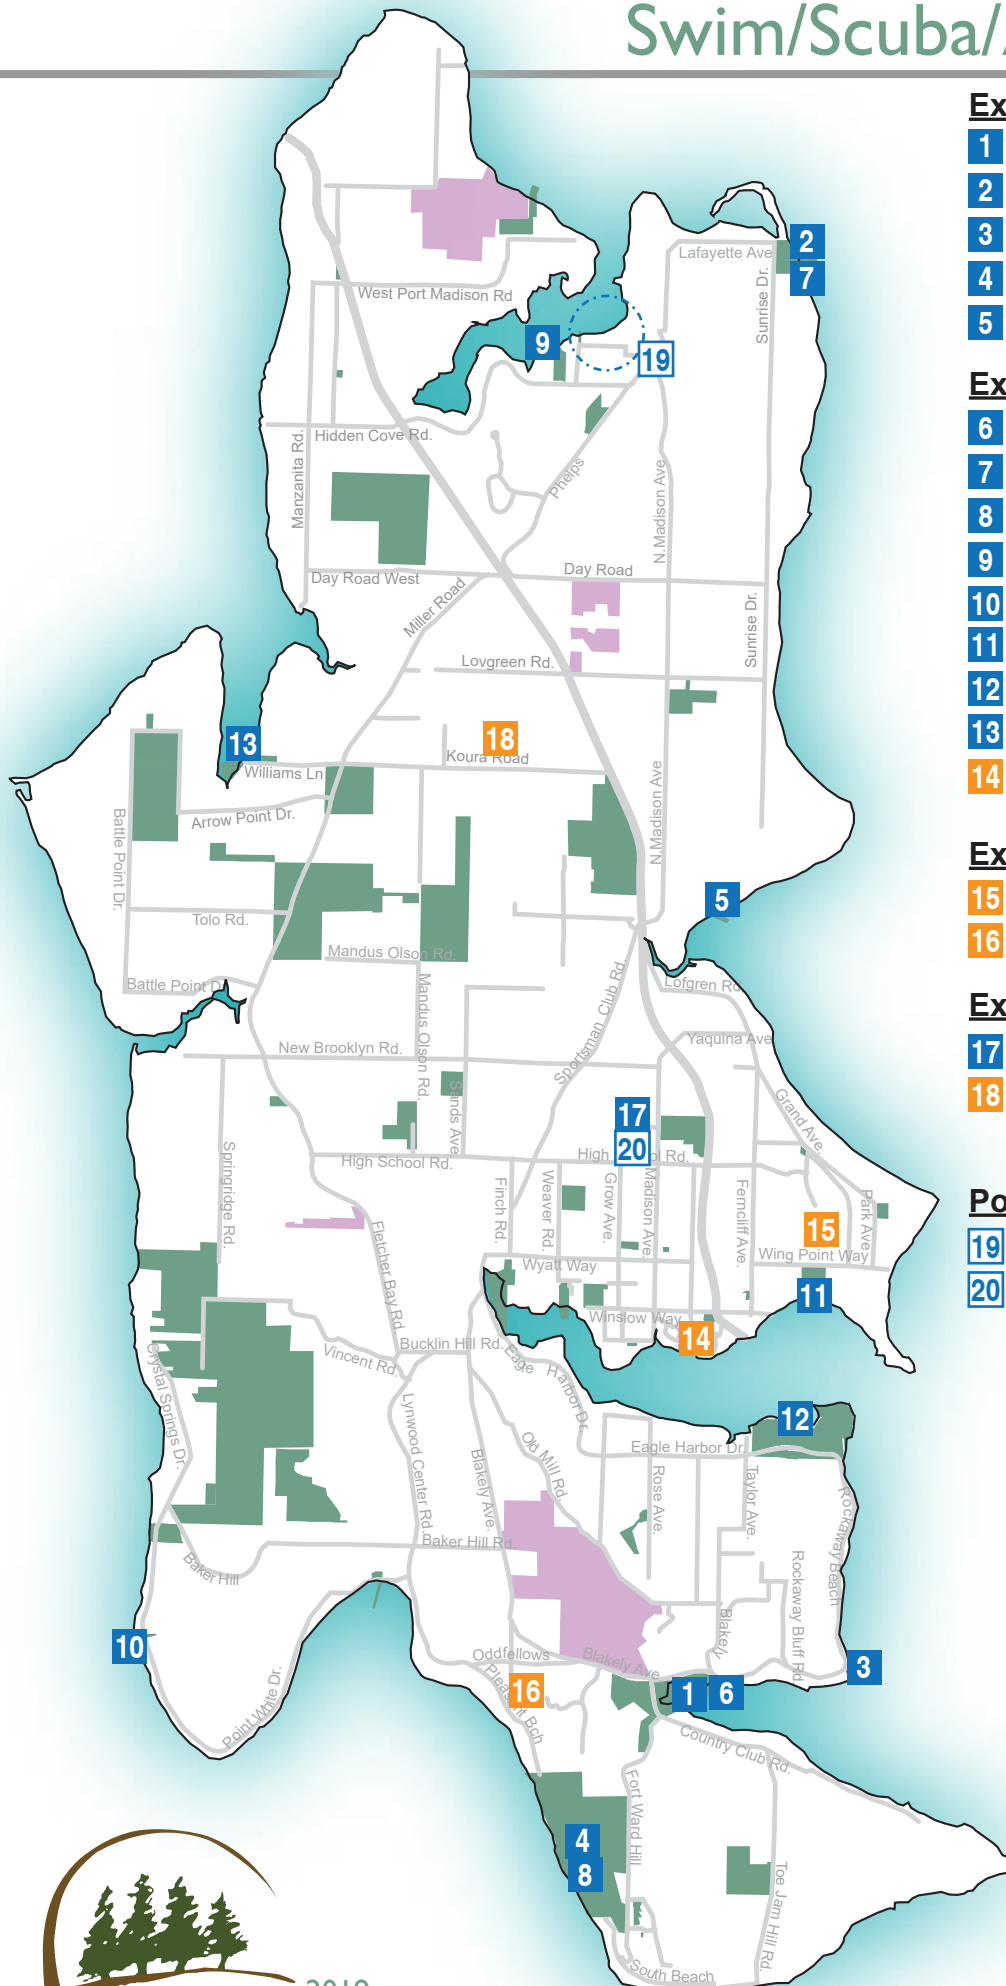 Swim/Scuba/
Ex
1
2
3
4
5
Ex
6
7
8
9
10
11
12
13
14
Ex
15
16
Ex
17
18
Po
19
20
Lafayette Ave
2
7
Sunrise Dr.
West Port Madison Rd
9
19
Hidden Cove Rd.
Manzanita Rd.
Phelps
N.Madison Ave
Day Road West
Day Road
Miller Road
Sunrise Dr.
Lovgreen Rd.
18
Koura Road
13
Williams Ln
Arrow Point Dr.
Battle Point Dr.
N.Madison Ave
5
Tolo Rd.
Mandus Olson Rd.
Battle Point D
Mandus Olson Rd.
Sportsman Club Rd.
Lofgren Rd
Yaquina Ave
New Brooklyn Rd.
Sands Ave
Grand Ave.
17
20
High School Rd.
High ol Rd.
Springridge Rd.
Finch Rd.
Weaver Rd.
Grow Ave.
Madison Ave.
Ferncliff Ave.
Park Ave.
15
Wing Point Way
Fletcher Bay Rd.
Wyatt Way
11
Winslow Way
14
Bucklin Hill Rd.
Vincent Rd.
Eage Harbor Dr.
Crystal Springs Dr.
12
Eagle Harbor Dr.
Lynwood Center Rd.
Blakely Ave.
Old Mill Rd.
Rose Ave.
Taylor Ave.
Rockaway Beach
Baker Hill Rd.
Baker Hill
Rockaway Bluff Rd.
Blakely
10
Oddfellows
Blakely Ave
3
16
1
6
Pleasant Bch
Point White Dr.
Country Club Rd.
Fort Ward Hill
4
8
Toe Jam Hill Rd.
South Beach
2019